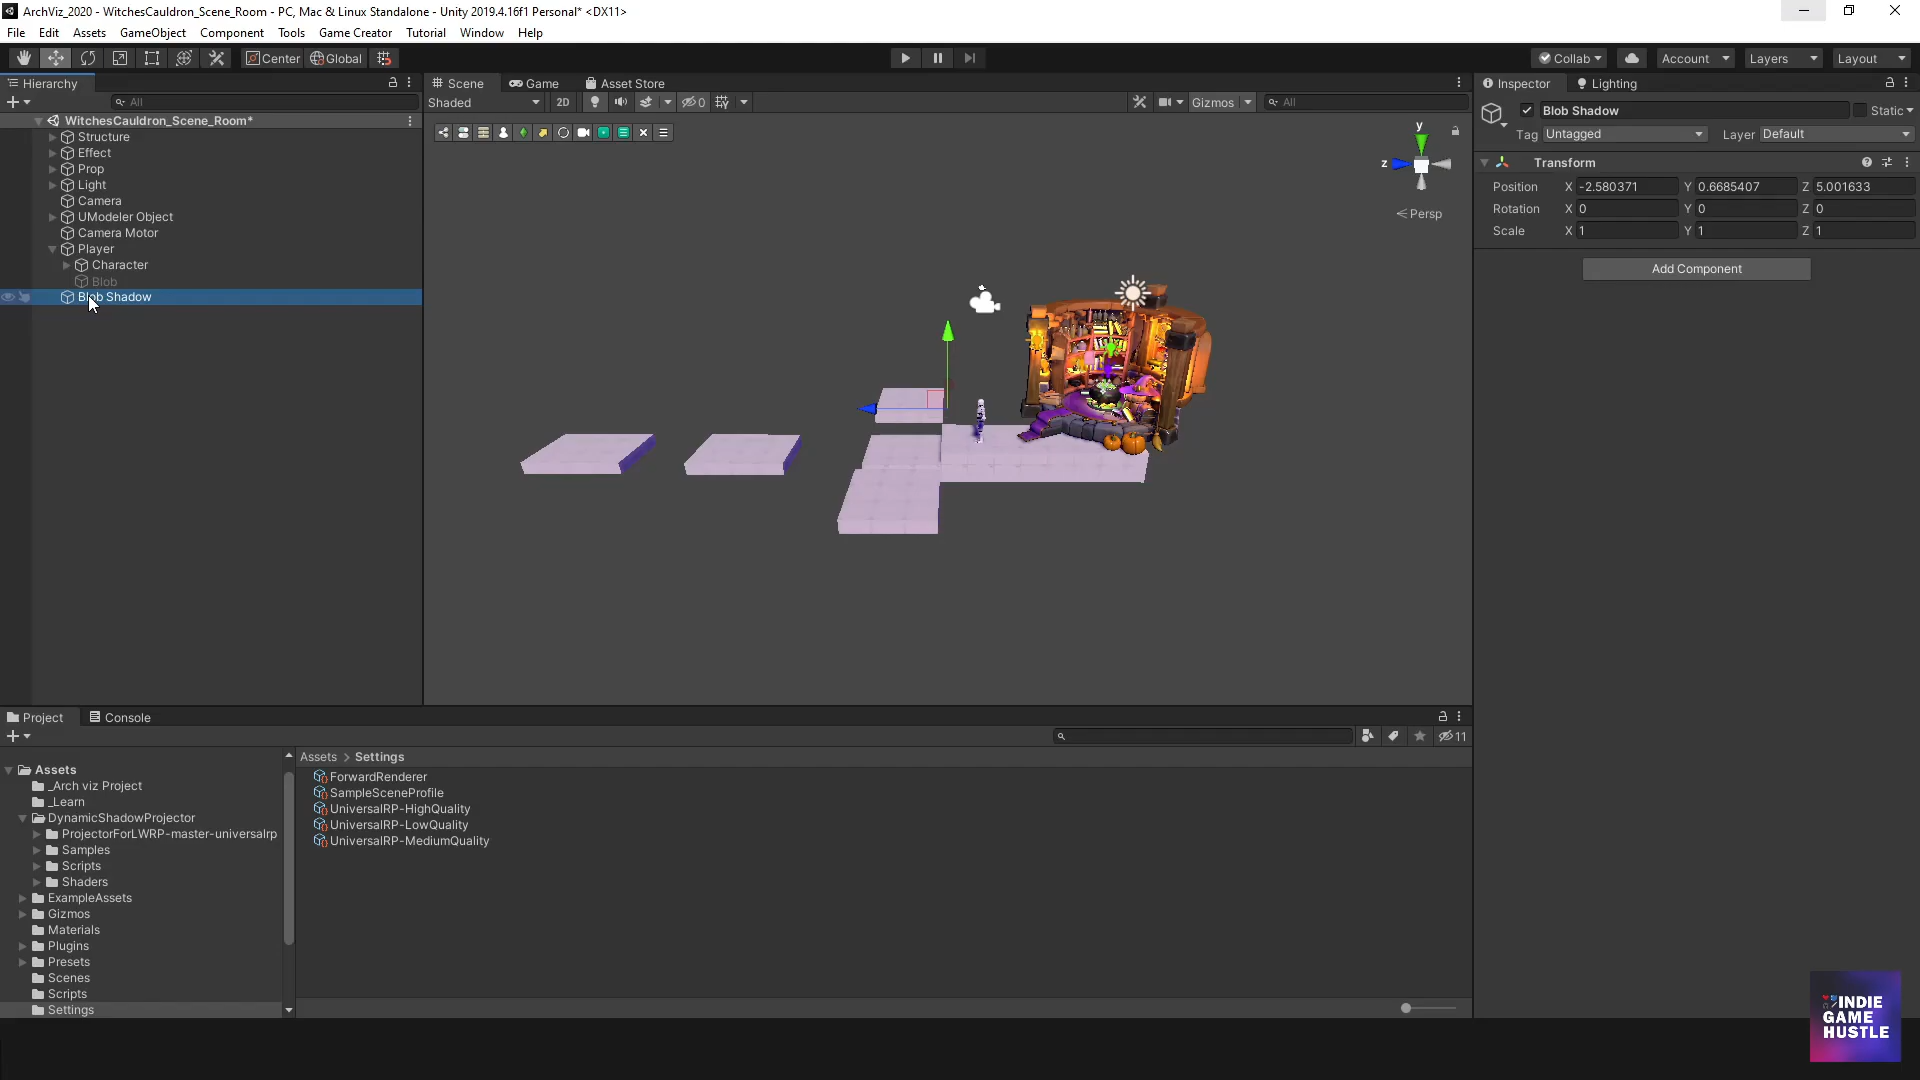 ArchViz_2020 - WitchesCauldron_Scene_Room - PC, Mac & Linux Standalone - Unity 2019.4.16f1 Personal* <DX11>
File Edit Assets GameObject Component Tools Game Creator Tutorial Window Help
Center Global Collab Account Layers Layout
Hierarchy
All
WitchesCauldron_Scene_Room*
Structure
Effect
Prop
Light
Camera
UModeler Object
Camera Motor
Player
Character
Blob
Blob Shadow
Scene Game Asset Store
Shaded 2D 0 Gizmos All
y
z
Persp
Inspector Lighting
Blob Shadow Static
Tag Untagged Layer Default
Transform
Position X -2.580371 Y 0.6685407 Z 5.001633
Rotation X 0 Y 0 Z 0
Scale X 1 Y 1 Z 1
Add Component
Project Console
11
Assets
_Arch viz Project
_Learn
DynamicShadowProjector
ProjectorForLWRP-master-universalrp
Samples
Scripts
Shaders
ExampleAssets
Gizmos
Materials
Plugins
Presets
Scenes
Scripts
Settings
Assets > Settings
ForwardRenderer
SampleSceneProfile
UniversalRP-HighQuality
UniversalRP-LowQuality
UniversalRP-MediumQuality
INDIE
GAME
HUSTLE